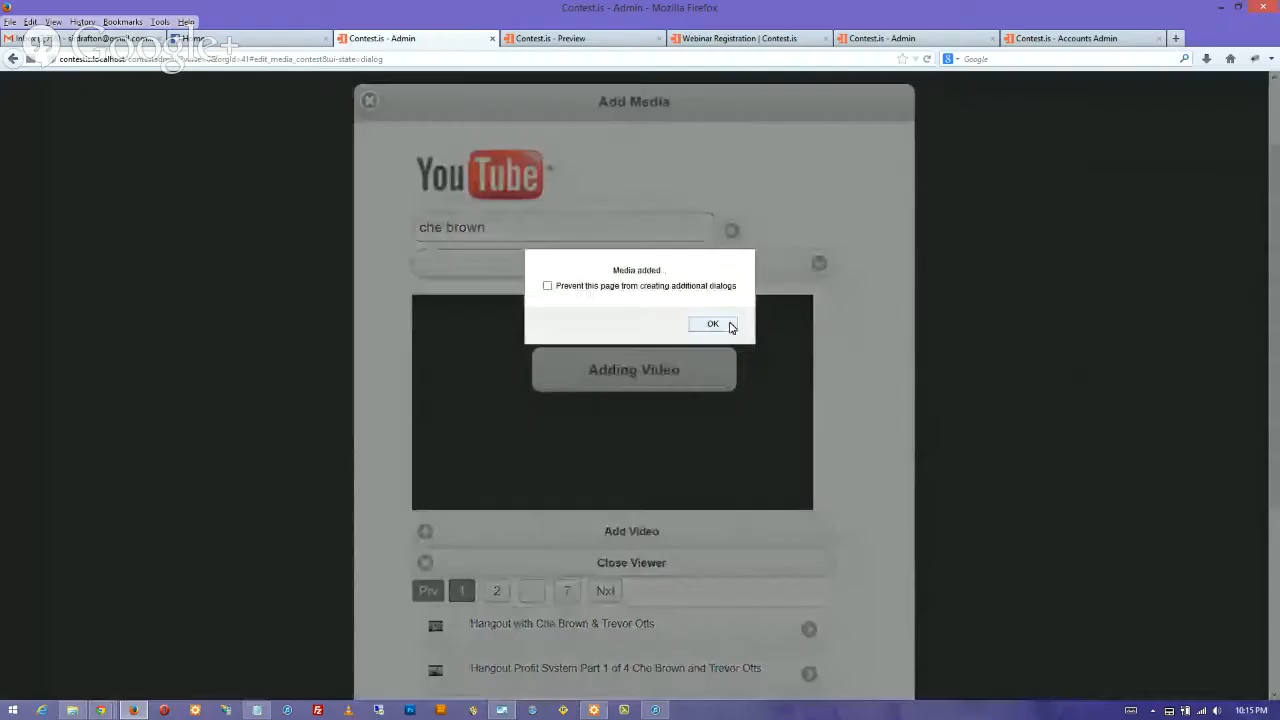 Contest.is - Admin - Mozilla Firefox
File Edit View History Bookmarks Tools Help
Google+
Contest.is - Admin
Contest.is - Preview
Webinar Registration | Contest.is
Contest.is - Admin
Contest.is - Accounts Admin
Google
Add Media
YouTube
che brown
Media added .
Prevent this page from creating additional dialogs
OK
Adding Video
Add Video
Close Viewer
Prv 1 2 7 Nxt
Hangout with Che Brown & Trevor Otts
Hangout Profit System Part 1 of 4 Che Brown and Trevor Otts
10:15 PM